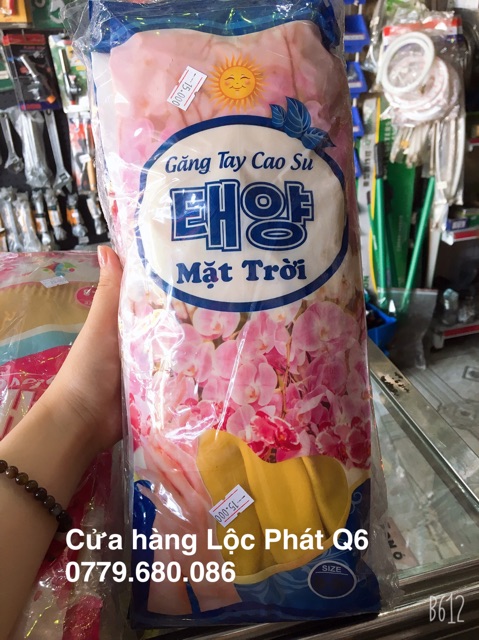 15.000
Găng Tay Cao Su
태양
Mặt Trời
15.000
Cửa hàng Lộc Phát Q6
0779.680.086
SIZE
B612